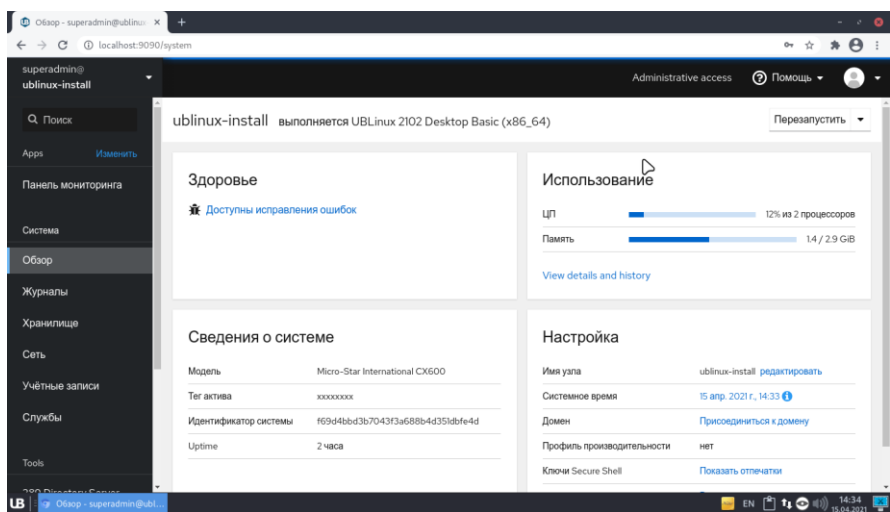 Обзор - superadmin@ublinux
localhost:9090/system
superadmin@
ublinux-install
Administrative access
Помощь
Поиск
ublinux-install выполняется UBLinux 2102 Desktop Basic (x86_64)
Перезапустить
Apps Изменить
Панель мониторинга
Система
Обзор
Журналы
Хранилище
Сеть
Учётные записи
Службы
Tools
389 Directory Server
Здоровье
Доступны исправления ошибок
Использование
ЦП 12% из 2 процессоров
Память 1.4 / 2.9 GiB
View details and history
Сведения о системе
Модель Micro-Star International CX600
Тег актива xxxxxxxx
Идентификатор системы f69d4bbd3b7043f3a688b4d351dbfe4d
Uptime 2 часа
Настройка
Имя узла ublinux-install редактировать
Системное время 15 апр. 2021 г., 14:33
Домен Присоединиться к домену
Профиль производительности нет
Ключи Secure Shell Показать отпечатки
UB
Обзор - superadmin@ubl...
EN
14:34
15.04.2021